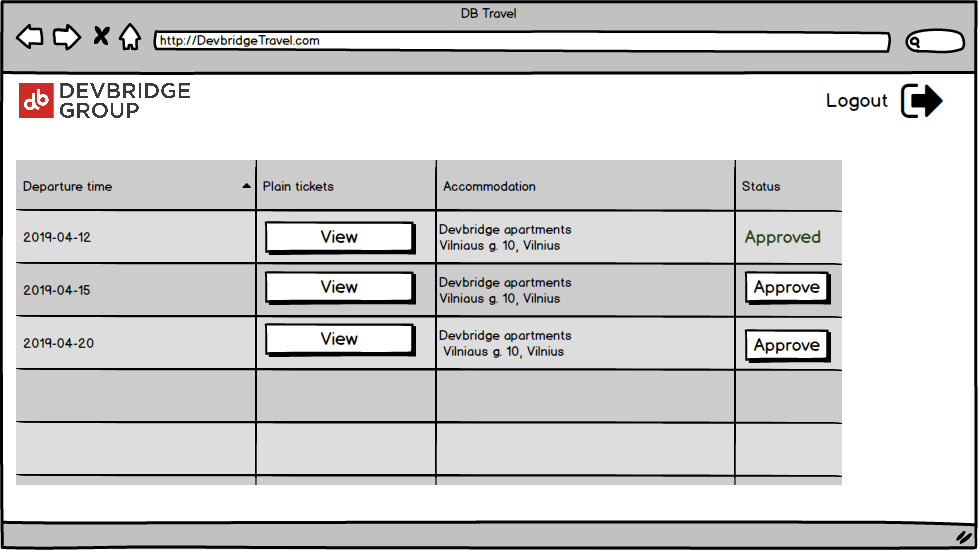 DB Travel
http://DevbridgeTravel.com
db DEVBRIDGE
GROUP
Logout
Departure time Plain tickets Accommodation Status
2019-04-12 View Devbridge apartments
Vilniaus g. 10, Vilnius Approved
2019-04-15 View Devbridge apartments
Vilniaus g. 10, Vilnius Approve
2019-04-20 View Devbridge apartments
Vilniaus g. 10, Vilnius Approve